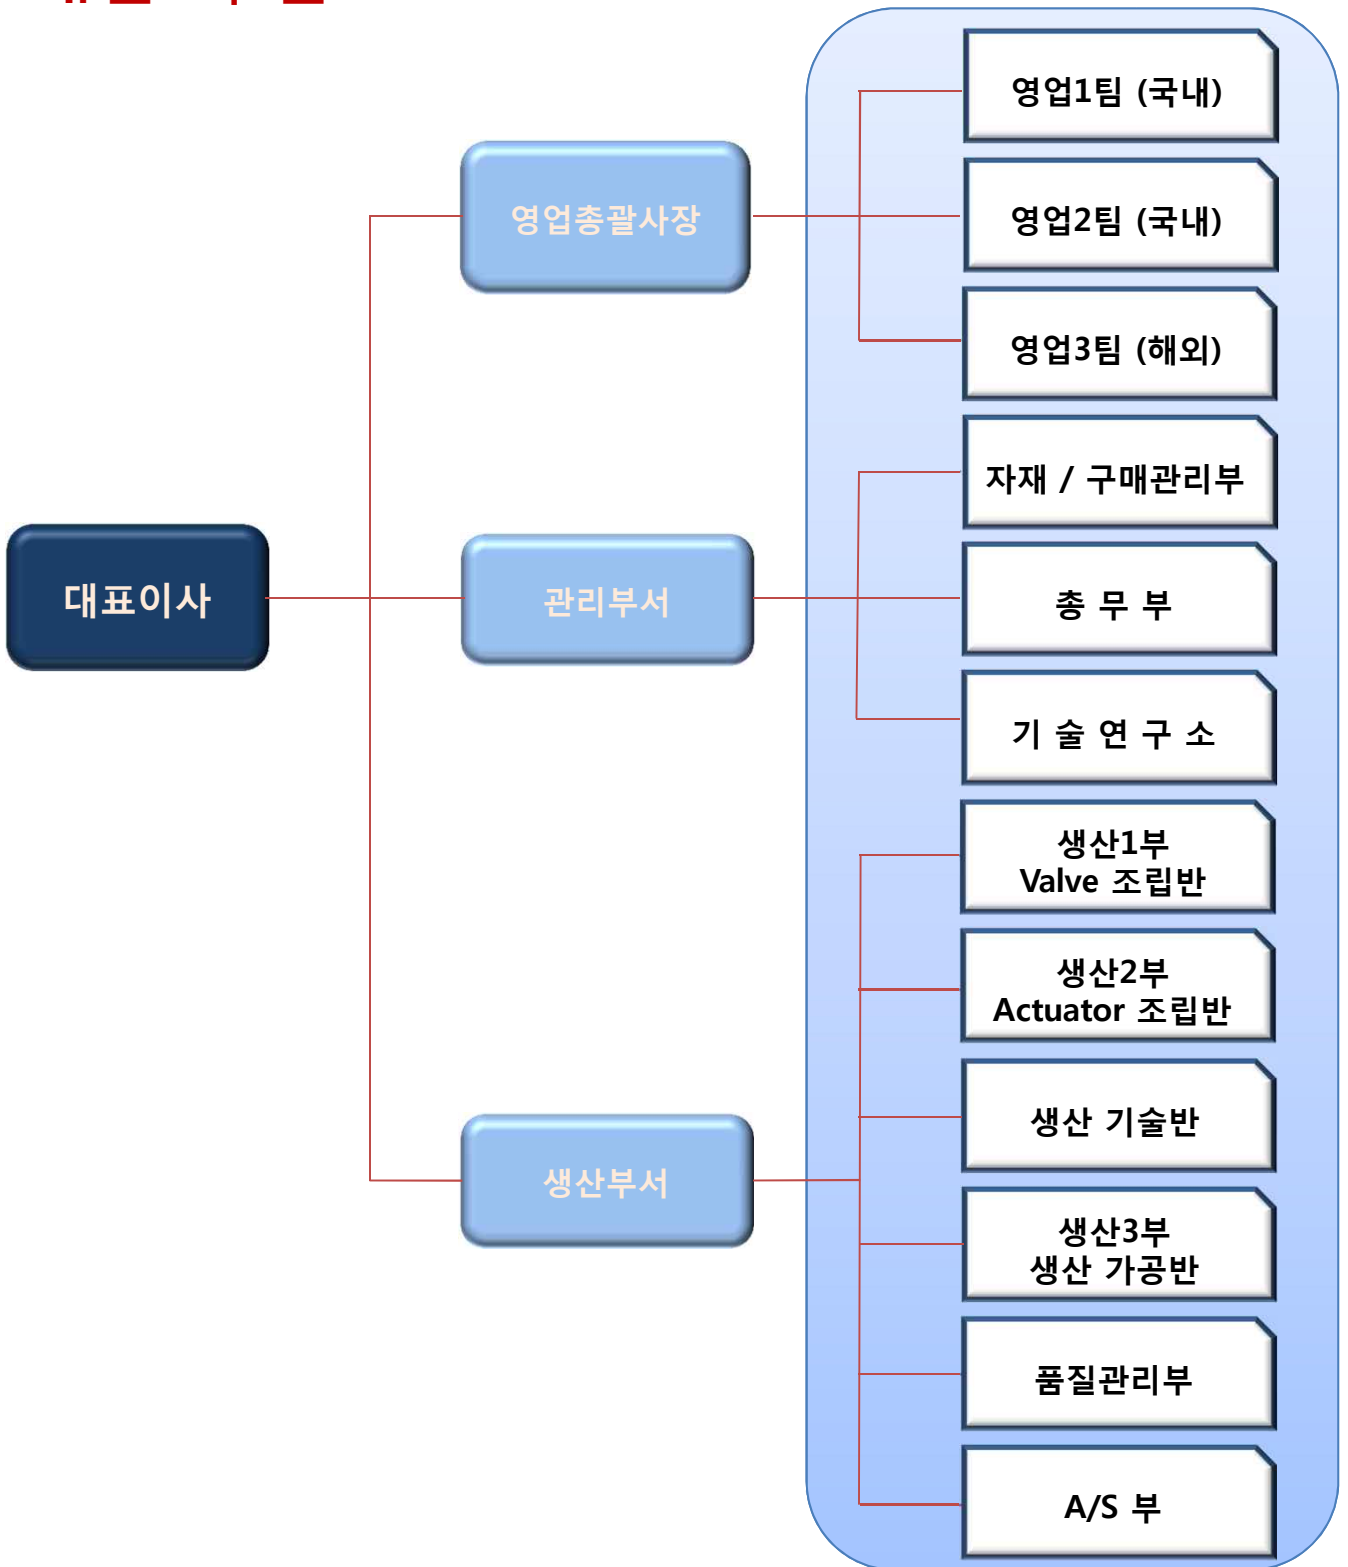 영업1팀 (국내)
영업총괄사장
영업2팀 (국내)
영업3팀 (해외)
자재 / 구매관리부
대표이사
관리부서
총 무 부
기 술 연 구 소
생산1부
Valve 조립반
생산2부
Actuator 조립반
생산 기술반
생산부서
생산3부
생산 가공반
품질관리부
A/S 부